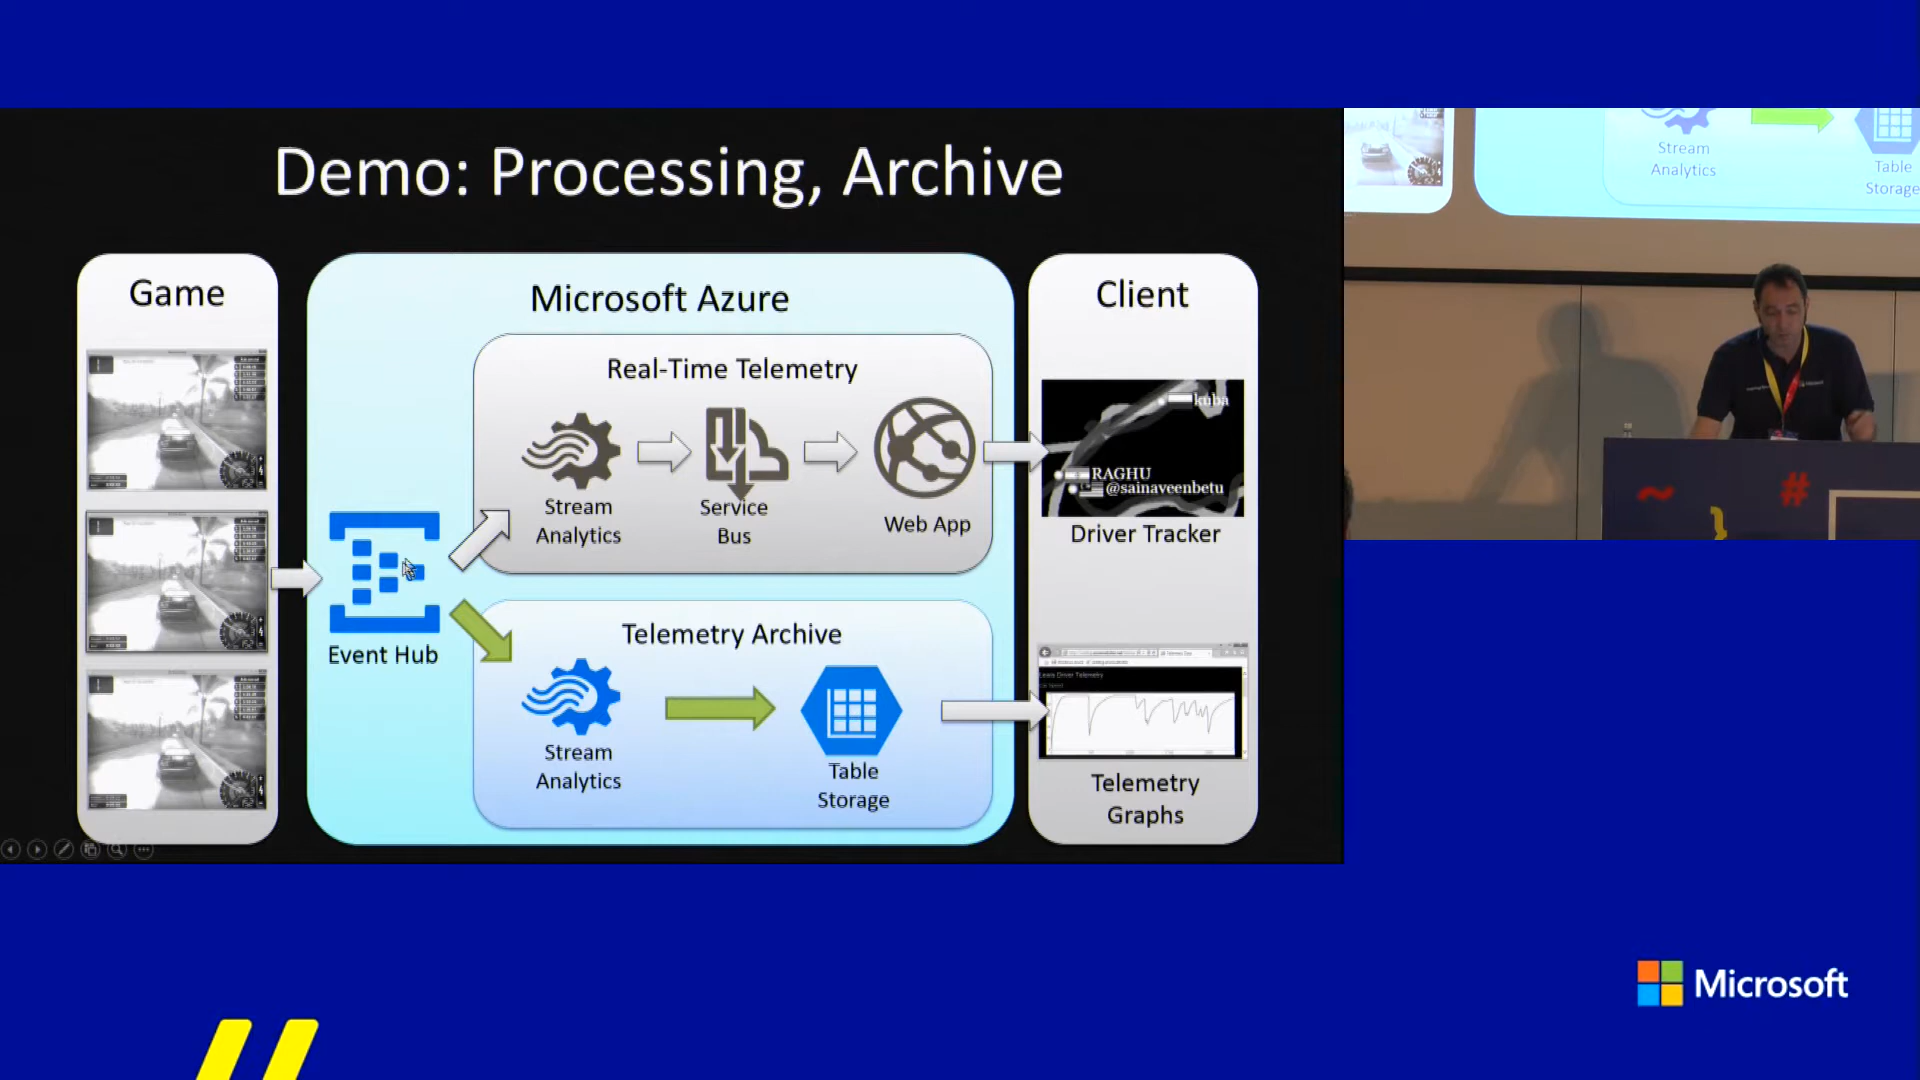 Demo: Processing, Archive
Game
Microsoft Azure
Client
Real-Time Telemetry
Stream
Analytics
Service
Bus
Web App
kuba
RAGHU
@sainaveenbetu
Driver Tracker
Event Hub
Telemetry Archive
Stream
Analytics
Table
Storage
Telemetry
Graphs
Stream
Analytics
Table
Storage
~
}
#
Microsoft